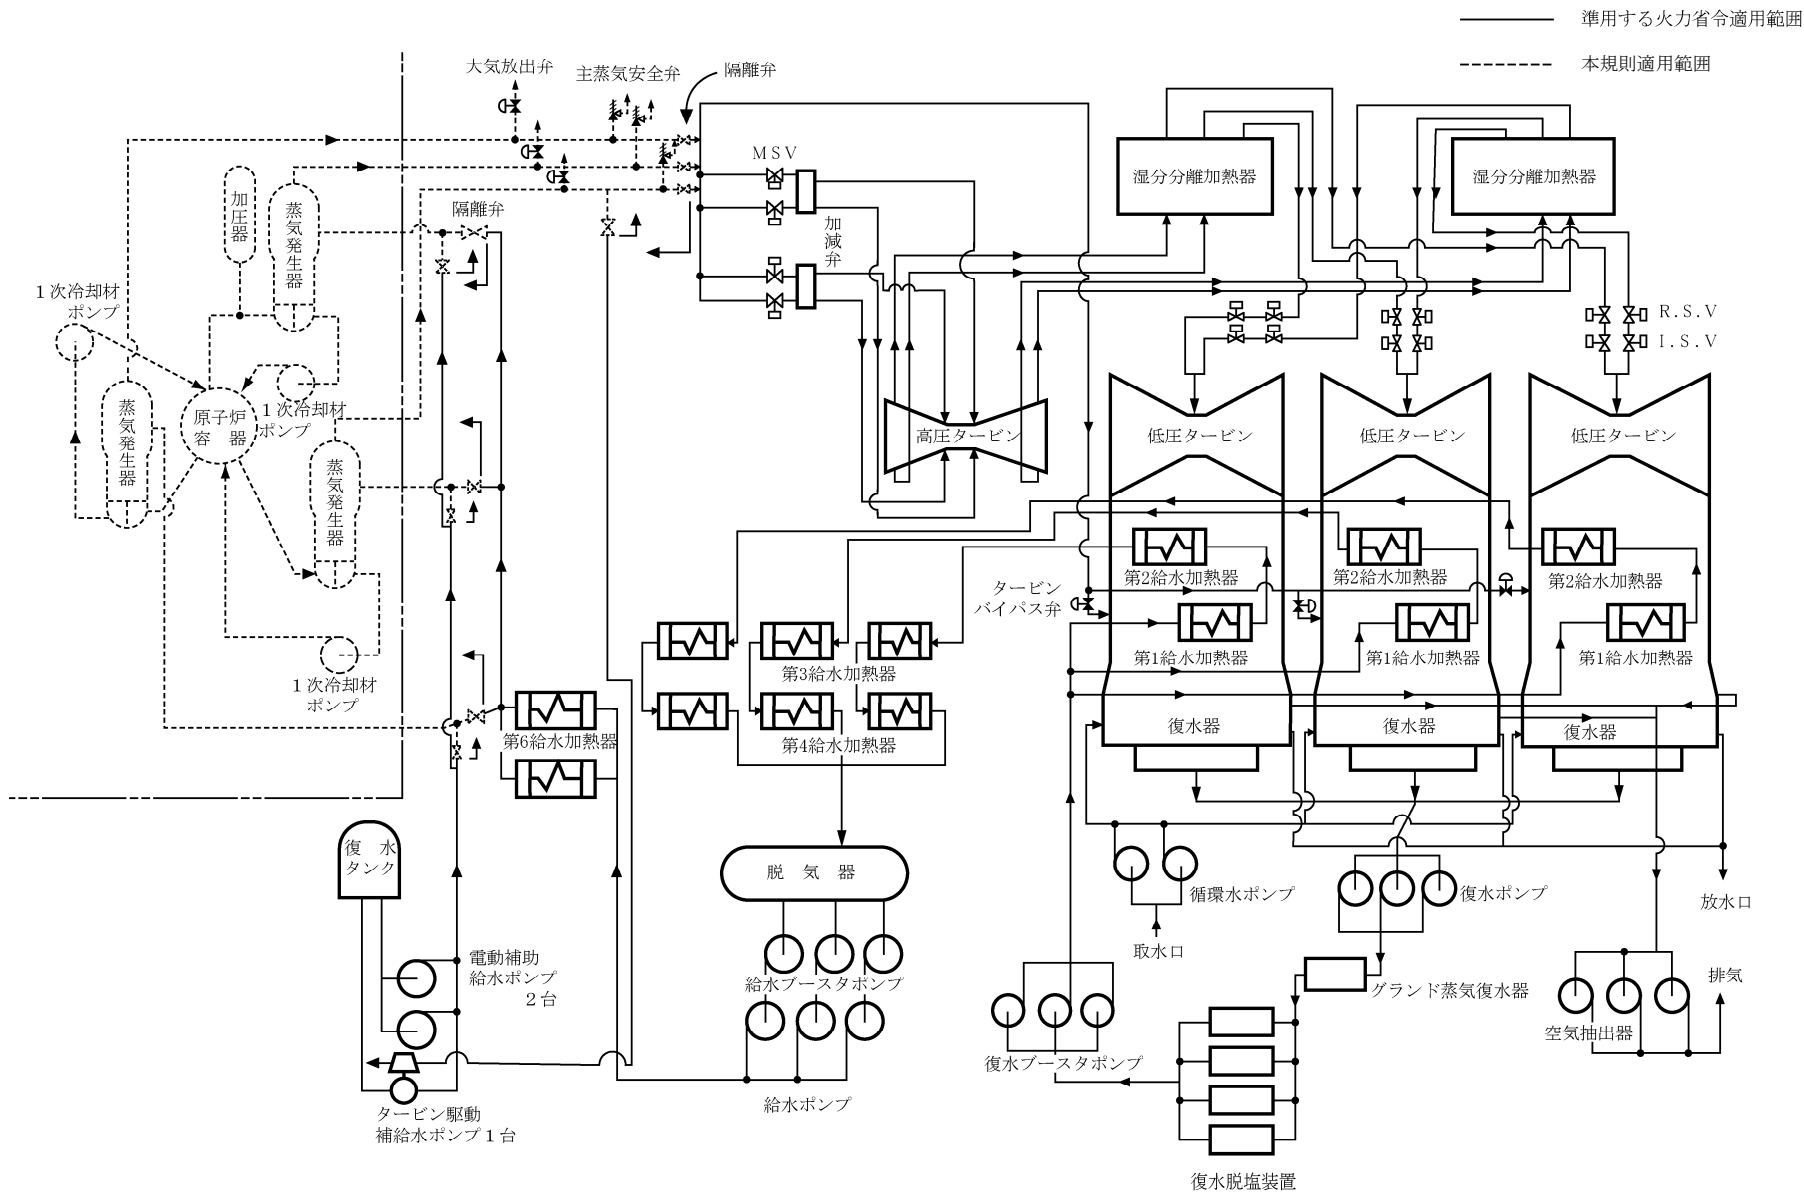 準用する火力省令適用範囲
本規則適用範囲
大気放出弁
主蒸気安全弁
隔離弁
MSV
加減弁
湿分分離加熱器
湿分分離加熱器
加圧器
蒸気発生器
隔離弁
1次冷却材
ポンプ
R.S.V
I.S.V
蒸気発生器
原子炉
容 器
1次冷却材
ポンプ
蒸気発生器
高圧タービン
低圧タービン
低圧タービン
低圧タービン
タービン
バイパス弁
第2給水加熱器
第2給水加熱器
第2給水加熱器
第1給水加熱器
第1給水加熱器
第1給水加熱器
第3給水加熱器
1次冷却材
ポンプ
第6給水加熱器
第4給水加熱器
復水器
復水器
復水器
復 水
タンク
脱 気 器
循環水ポンプ
取水口
復水ポンプ
放水口
電動補助
給水ポンプ
2台
給水ブースタポンプ
グランド蒸気復水器
排気
空気抽出器
復水ブースタポンプ
給水ポンプ
タービン駆動
補給水ポンプ1台
復水脱塩装置